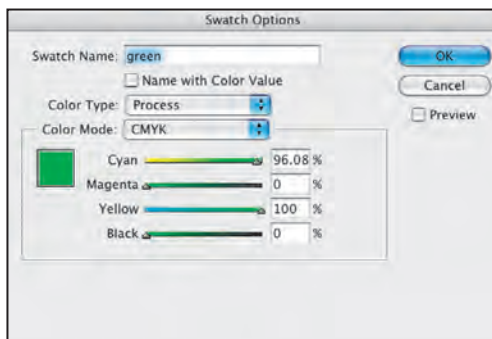 Swatch Options
Swatch Name: green
OK
Name with Color Value
Cancel
Color Type: Process
Preview
Color Mode: CMYK
Cyan 96.08 %
Magenta 0 %
Yellow 100 %
Black 0 %